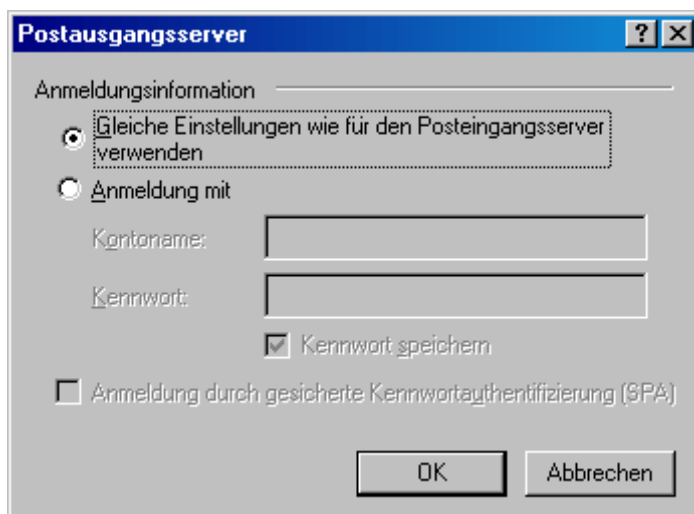 Postausgangsserver
Anmeldungsinformation
Gleiche Einstellungen wie für den Posteingangsserver
verwenden
Anmeldung mit
Kontoname:
Kennwort:
Kennwort speichern
Anmeldung durch gesicherte Kennwortauthentifizierung (SPA)
OK Abbrechen